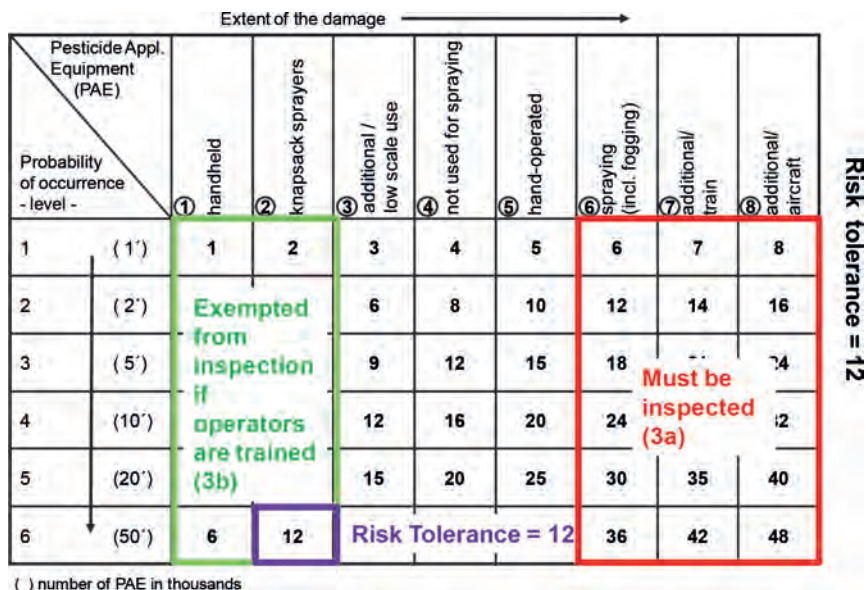 Extent of the damage
Pesticide Appl.
Equipment
(PAE)
Probability
of occurrence
- level -
① handheld
② knapsack sprayers
③ additional /
low scale use
④ not used for spraying
⑤ hand-operated
⑥ spraying
(incl. fogging)
⑦ additional/
train
⑧ additional/
aircraft
1 (1´) 1 2 3 4 5 6 7 8
2 (2´) 6 8 10 12 14 16
3 (5´) 9 12 15 18
4 (10´) 12 16 20 24
5 (20´) 15 20 25 30 35 40
6 (50´) 6 12 Risk Tolerance = 12 36 42 48
Exempted
from
inspection
if
operators
are trained
(3b)
Must be
inspected
(3a)
Risk tolerance = 12
( ) number of PAE in thousands